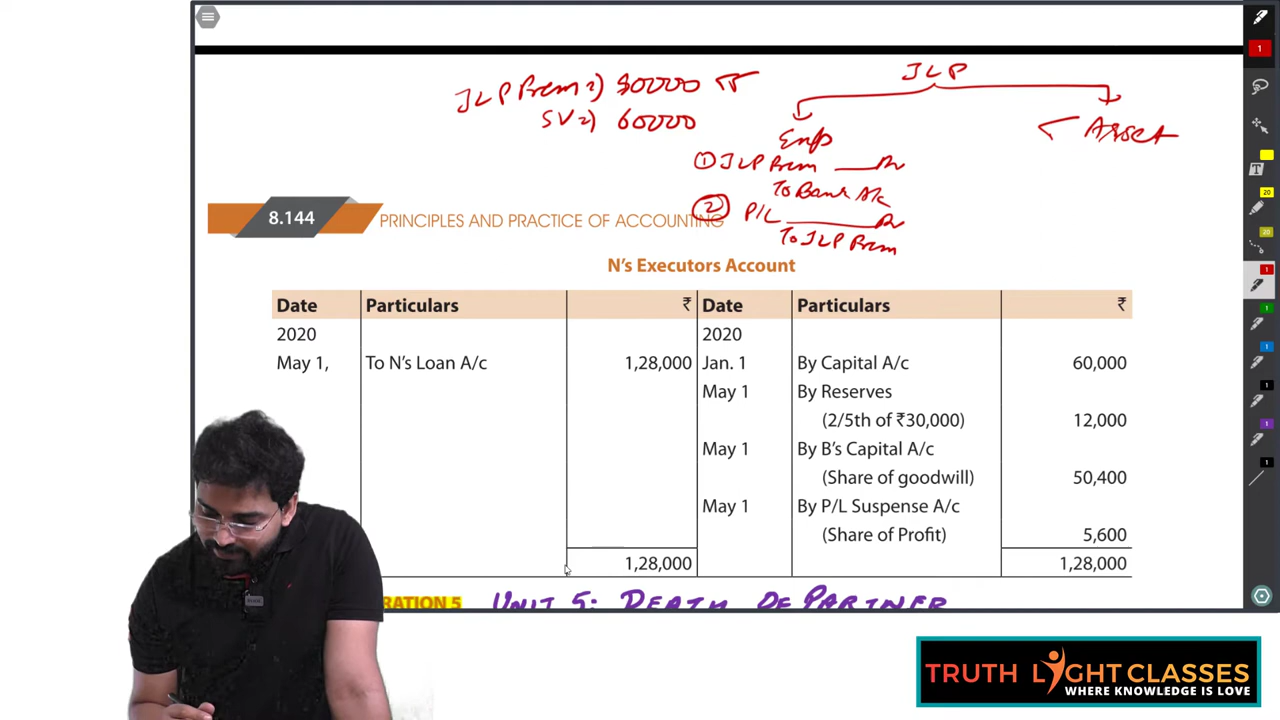 JLP
JLP Prem 2) 90000
SV 2) 60000
Exp
Asset
① JLP Prem Dr
To Bank A/c
② P/L Dr
To JLP Prem
8.144 PRINCIPLES AND PRACTICE OF ACCOUNTING
N's Executors Account
Date Particulars ₹ Date Particulars ₹
2020 2020
May 1, To N's Loan A/c 1,28,000 Jan. 1 By Capital A/c 60,000
May 1 By Reserves
(2/5th of ₹30,000) 12,000
May 1 By B's Capital A/c
(Share of goodwill) 50,400
May 1 By P/L Suspense A/c
(Share of Profit) 5,600
1,28,000 1,28,000
RATION 5 UNIT 5: DEATH OF PARTNER
TRUTH LIGHT CLASSES
WHERE KNOWLEDGE IS LOVE